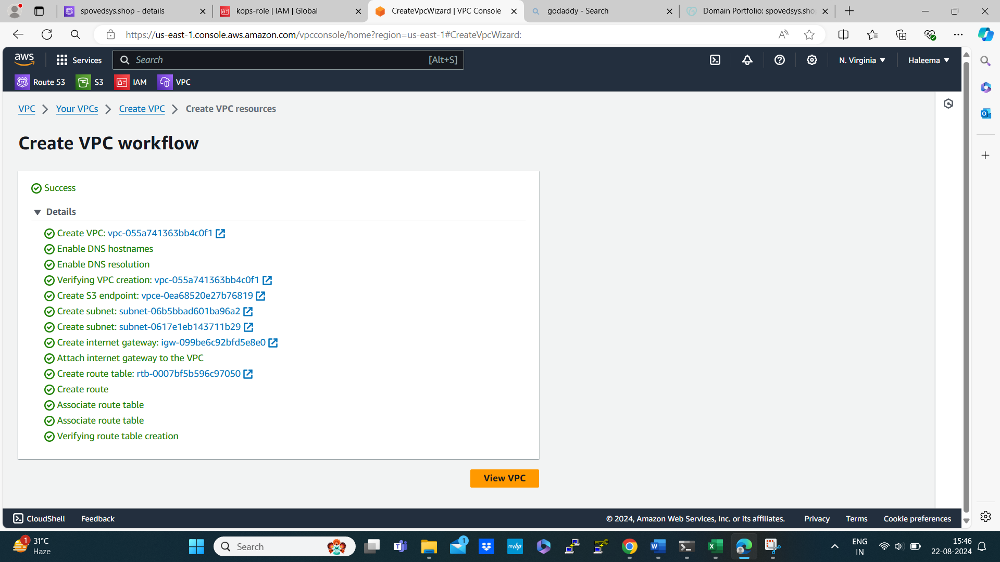 spovedsys.shop - details
kops-role | IAM | Global
CreateVpcWizard | VPC Console
godaddy - Search
Domain Portfolio: spovedsys.sho
https://us-east-1.console.aws.amazon.com/vpcconsole/home?region=us-east-1#CreateVpcWizard:
aws
Services
Search
[Alt+S]
N. Virginia
Haleema
Route 53
S3
IAM
VPC
VPC
Your VPCs
Create VPC
Create VPC resources
Create VPC workflow
Success
Details
Create VPC: vpc-055a741363bb4c0f1
Enable DNS hostnames
Enable DNS resolution
Verifying VPC creation: vpc-055a741363bb4c0f1
Create S3 endpoint: vpce-0ea68520e27b76819
Create subnet: subnet-06b5bbad601ba96a2
Create subnet: subnet-0617e1eb143711b29
Create internet gateway: igw-099be6c92bfd5e8e0
Attach internet gateway to the VPC
Create route table: rtb-0007bf5b596c97050
Create route
Associate route table
Associate route table
Verifying route table creation
View VPC
CloudShell
Feedback
© 2024, Amazon Web Services, Inc. or its affiliates.
Privacy
Terms
Cookie preferences
1
31°C
Haze
Search
1
myhp
ENG
IN
15:46
22-08-2024